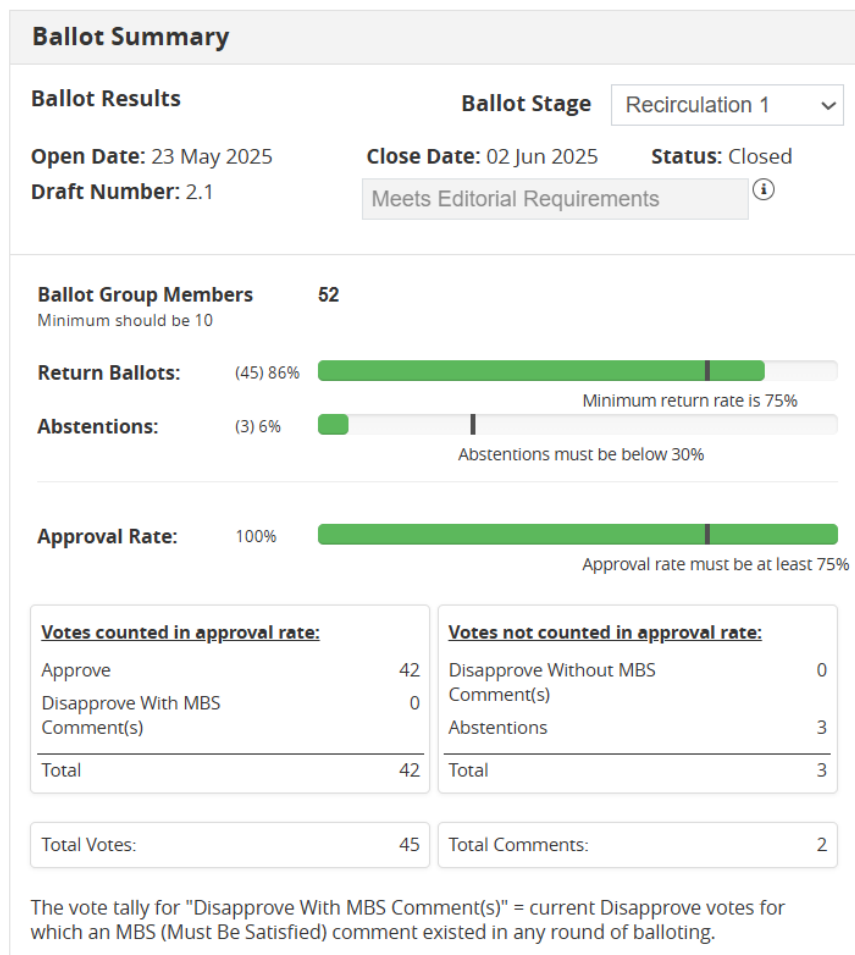 Ballot Summary
Ballot Results
Ballot Stage
Recirculation 1
Open Date: 23 May 2025
Close Date: 02 Jun 2025
Status: Closed
Draft Number: 2.1
Meets Editorial Requirements
i
Ballot Group Members
52
Minimum should be 10
Return Ballots:
(45) 86%
Minimum return rate is 75%
Abstentions:
(3) 6%
Abstentions must be below 30%
Approval Rate:
100%
Approval rate must be at least 75%
Votes counted in approval rate:
Approve 42
Disapprove With MBS 0
Comment(s)
Total 42
Votes not counted in approval rate:
Disapprove Without MBS 0
Comment(s)
Abstentions 3
Total 3
Total Votes: 45
Total Comments: 2
The vote tally for "Disapprove With MBS Comment(s)" = current Disapprove votes for
which an MBS (Must Be Satisfied) comment existed in any round of balloting.